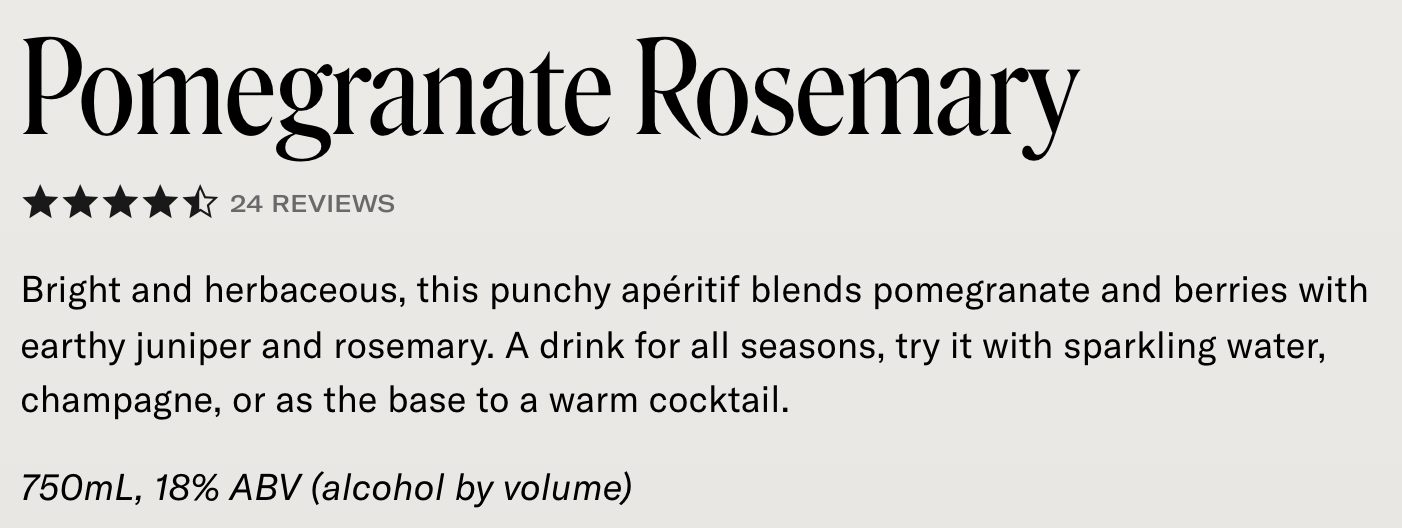 Pomegranate Rosemary
24 REVIEWS
Bright and herbaceous, this punchy apéritif blends pomegranate and berries with
earthy juniper and rosemary. A drink for all seasons, try it with sparkling water,
champagne, or as the base to a warm cocktail.
750mL, 18% ABV (alcohol by volume)